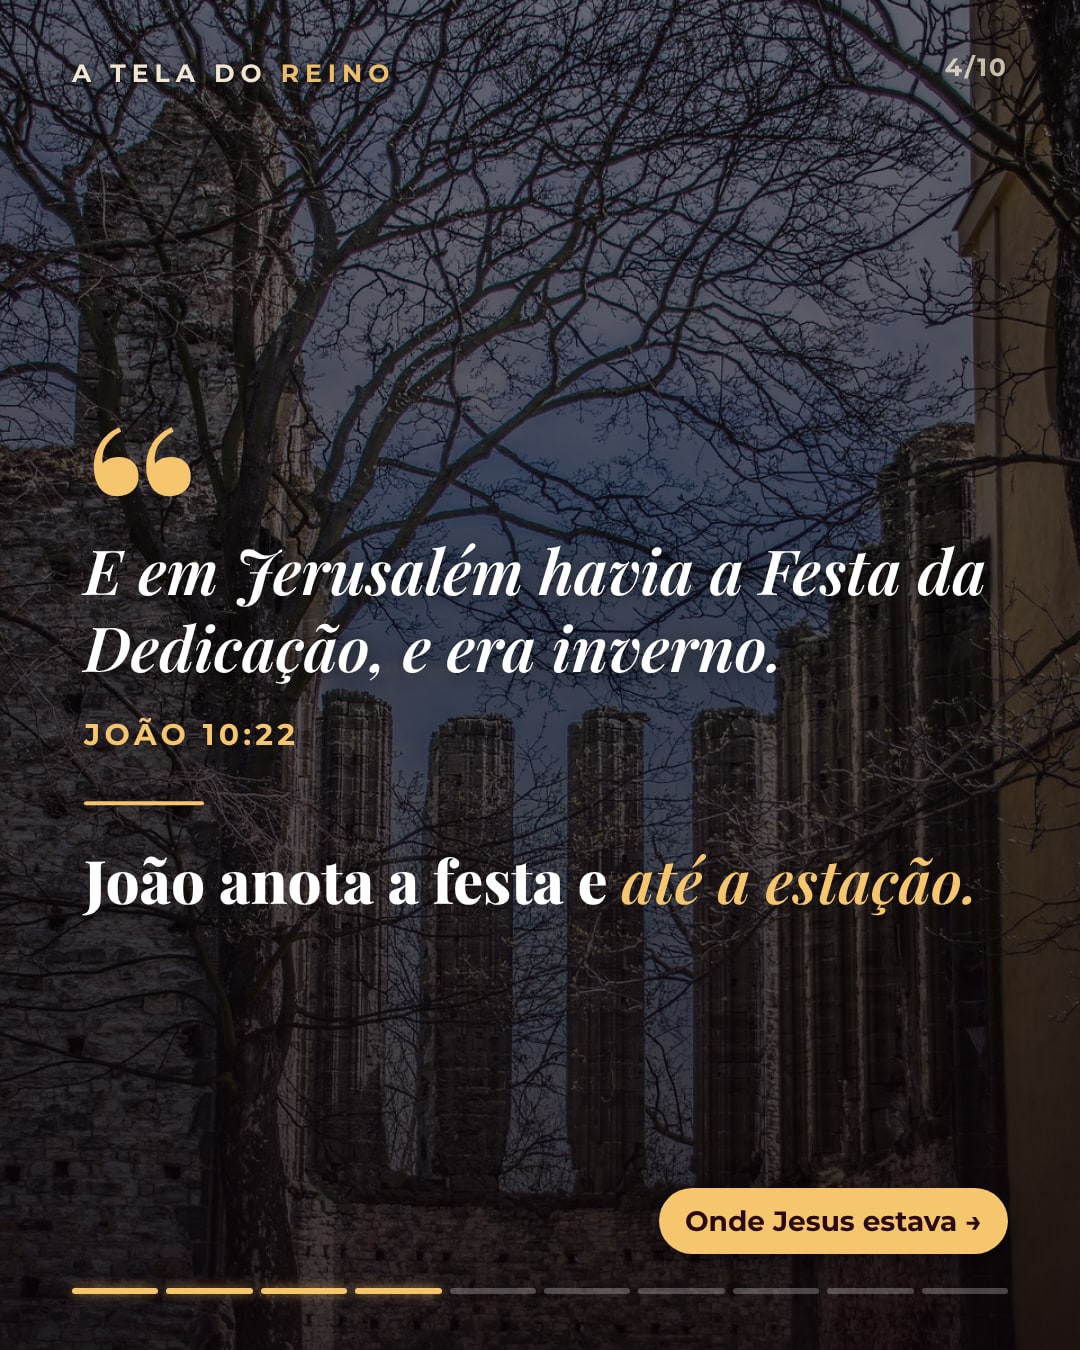 A TELA DO REINO
4/10
“
E em Jerusalém havia a Festa da
Dedicação, e era inverno.
JOÃO 10:22
João anota a festa e até a estação.
Onde Jesus estava →